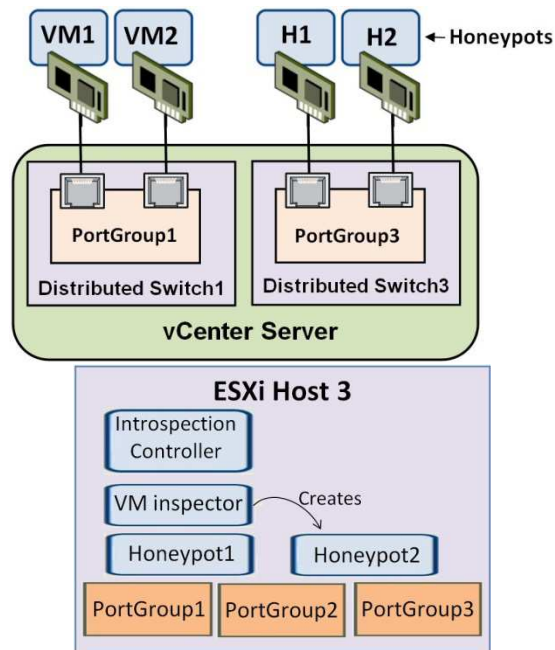 VM1 VM2 H1 H2 Honeypots
PortGroup1 PortGroup3
Distributed Switch1 Distributed Switch3
vCenter Server
ESXi Host 3
Introspection
Controller
VM inspector Creates
Honeypot1 Honeypot2
PortGroup1 PortGroup2 PortGroup3